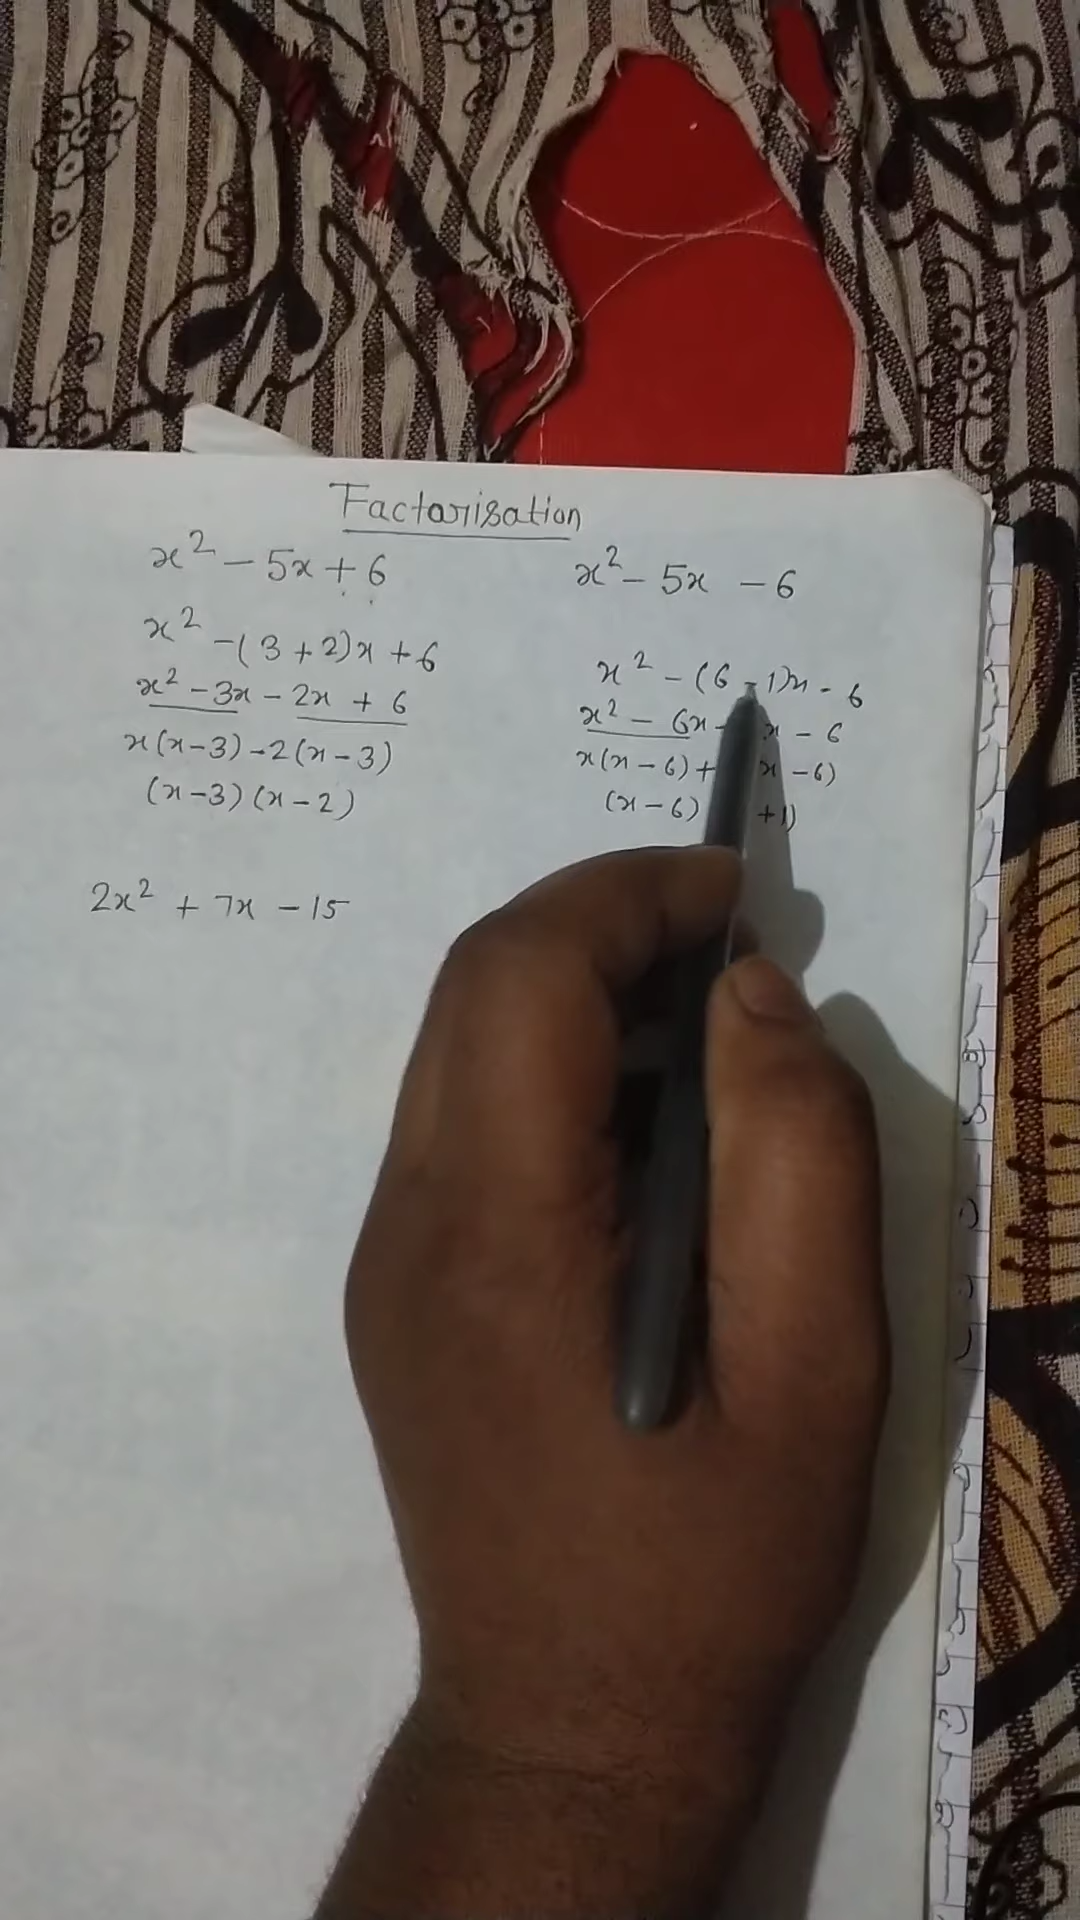 Factorisation
x² - 5x + 6
x² - (3 + 2)x + 6
x² - 3x - 2x + 6
x(x-3) - 2(x-3)
(x-3)(x-2)
x² - 5x - 6
x² - (6 - 1)x - 6
x² - 6x x - 6
x(x-6) + x - 6)
(x-6) +1)
2x² + 7x - 15